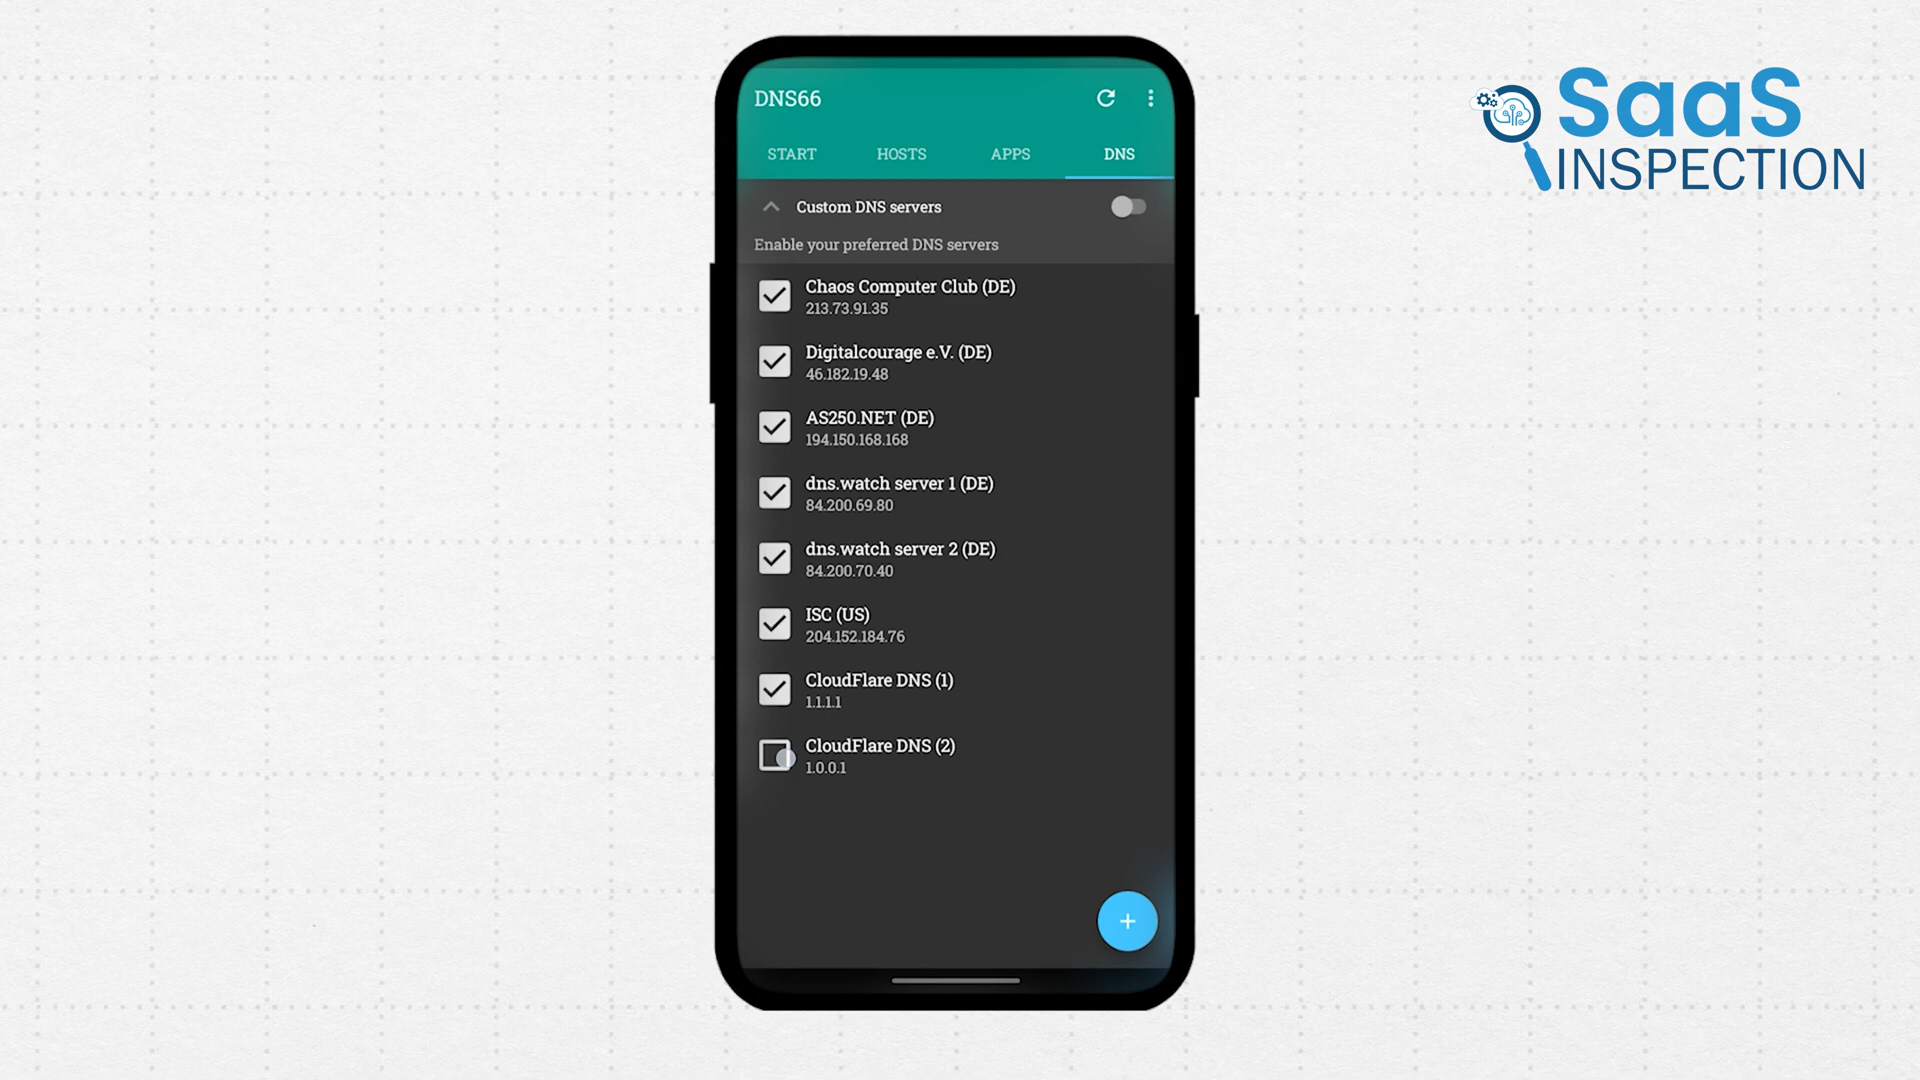 DNS66
START HOSTS APPS DNS
Custom DNS servers
Enable your preferred DNS servers
Chaos Computer Club (DE)
213.73.91.35
Digitalcourage e.V. (DE)
46.182.19.48
AS250.NET (DE)
194.150.168.168
dns.watch server 1 (DE)
84.200.69.80
dns.watch server 2 (DE)
84.200.70.40
ISC (US)
204.152.184.76
CloudFlare DNS (1)
1.1.1.1
CloudFlare DNS (2)
1.0.0.1
SaaS
INSPECTION